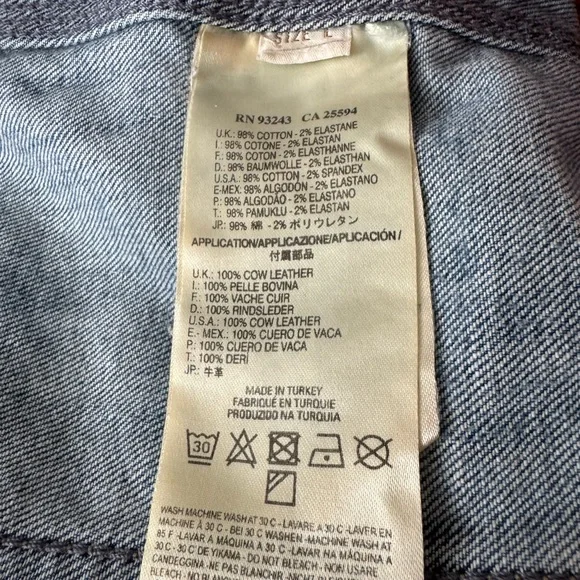 SIZE L
RN 93243 CA 25594
U.K.: 98% COTTON - 2% ELASTANE
I.: 98% COTONE - 2% ELASTAN
F.: 98% COTON - 2% ELASTHANNE
D.: 98% BAUMWOLLE - 2% ELASTHAN
U.S.A.: 98% COTTON - 2% SPANDEX
E-MEX: 98% ALGODÓN - 2% ELASTANO
P.: 98% ALGODÃO - 2% ELASTANO
T.: 98% PAMUKLU - 2% ELASTAN
JP.: 98% 綿 - 2% ポリウレタン
APPLICATION/APPLICAZIONE/APLICACIÓN/
付属部品
U.K.: 100% COW LEATHER
I.: 100% PELLE BOVINA
F.: 100% VACHE CUIR
D.: 100% RINDSLEDER
U.S.A.: 100% COW LEATHER
E. - MEX.: 100% CUERO DE VACA
P.: 100% CUERO DE VACA
T.: 100% DERI
JP.: 牛革
MADE IN TURKEY
FABRIQUÉ EN TURQUIE
PRODUZIDO NA TURQUIA
30
WASH MACHINE WASH AT 30 C - LAVARE A 30 C - LAVER EN
MACHINE À 30 C - BEI 30 C WASHEN - MACHINE WASH AT
85 F - LAVAR A MÁQUINA A 30 C - LAVAR NA MÁQUINA A
30 C - 30 C'DE YIKAMA - DO NOT BLEACH - NON
CANDEGGINA - NE PAS BLANCHIR - NICHT